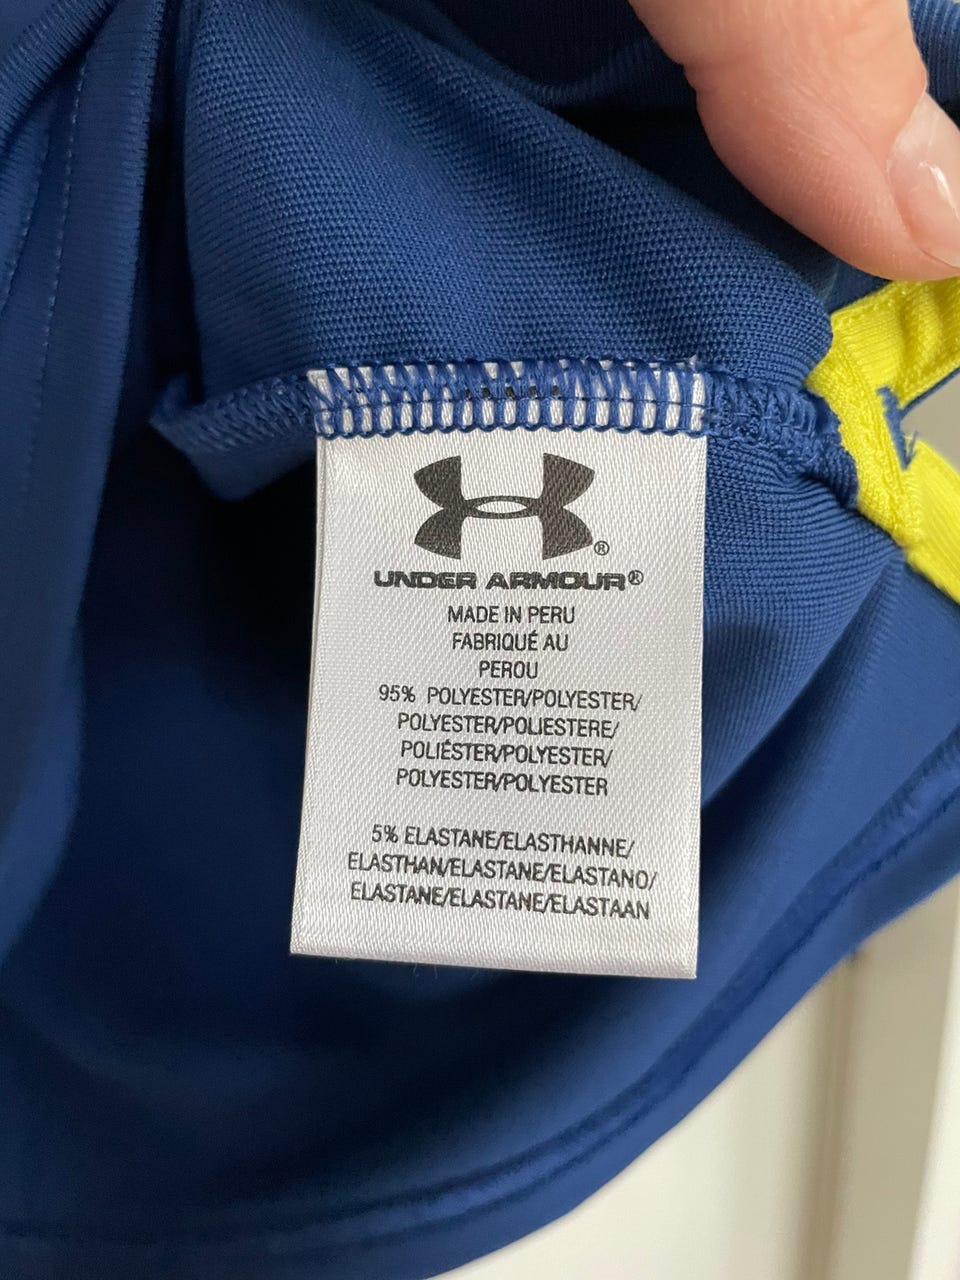 ®
UNDER ARMOUR®
MADE IN PERU
FABRIQUÉ AU
PEROU
95% POLYESTER/POLYESTER/
POLYESTER/POLIESTERE/
POLIÉSTER/POLYESTER/
POLYESTER/POLYESTER
5% ELASTANE/ELASTHANNE/
ELASTHAN/ELASTANE/ELASTANO/
ELASTANE/ELASTANE/ELASTAAN